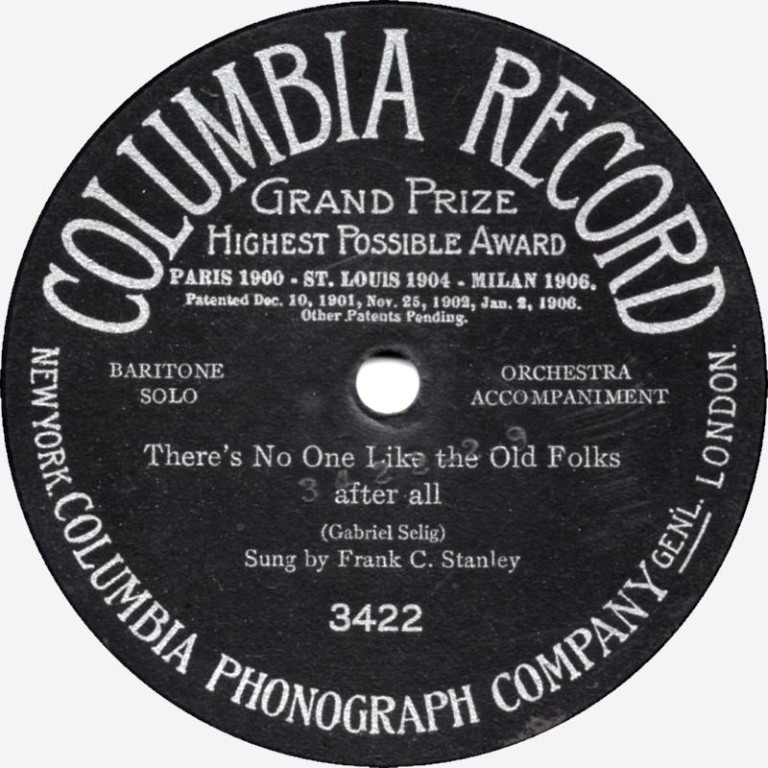 COLUMBIA RECORD
GRAND PRIZE
HIGHEST POSSIBLE AWARD
PARIS 1900 - ST. LOUIS 1904 - MILAN 1906.
Patented Dec. 10, 1901, Nov. 25, 1902, Jan. 2, 1906.
Other Patents Pending.
BARITONE
SOLO
ORCHESTRA
ACCOMPANIMENT
There's No One Like the Old Folks
after all
(Gabriel Selig)
Sung by Frank C. Stanley
3422
NEW YORK. COLUMBIA PHONOGRAPH COMPANY GEN'L. LONDON.